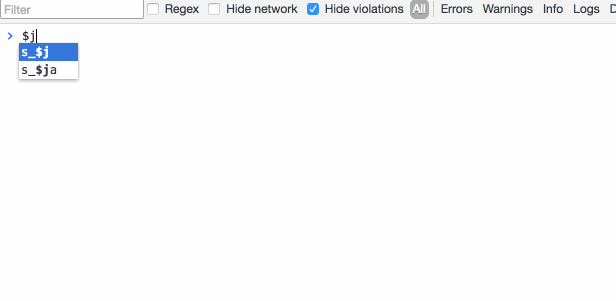 Filter Regex Hide network Hide violations All Errors Warnings Info Logs D
> $j
s_$j
s_$ja